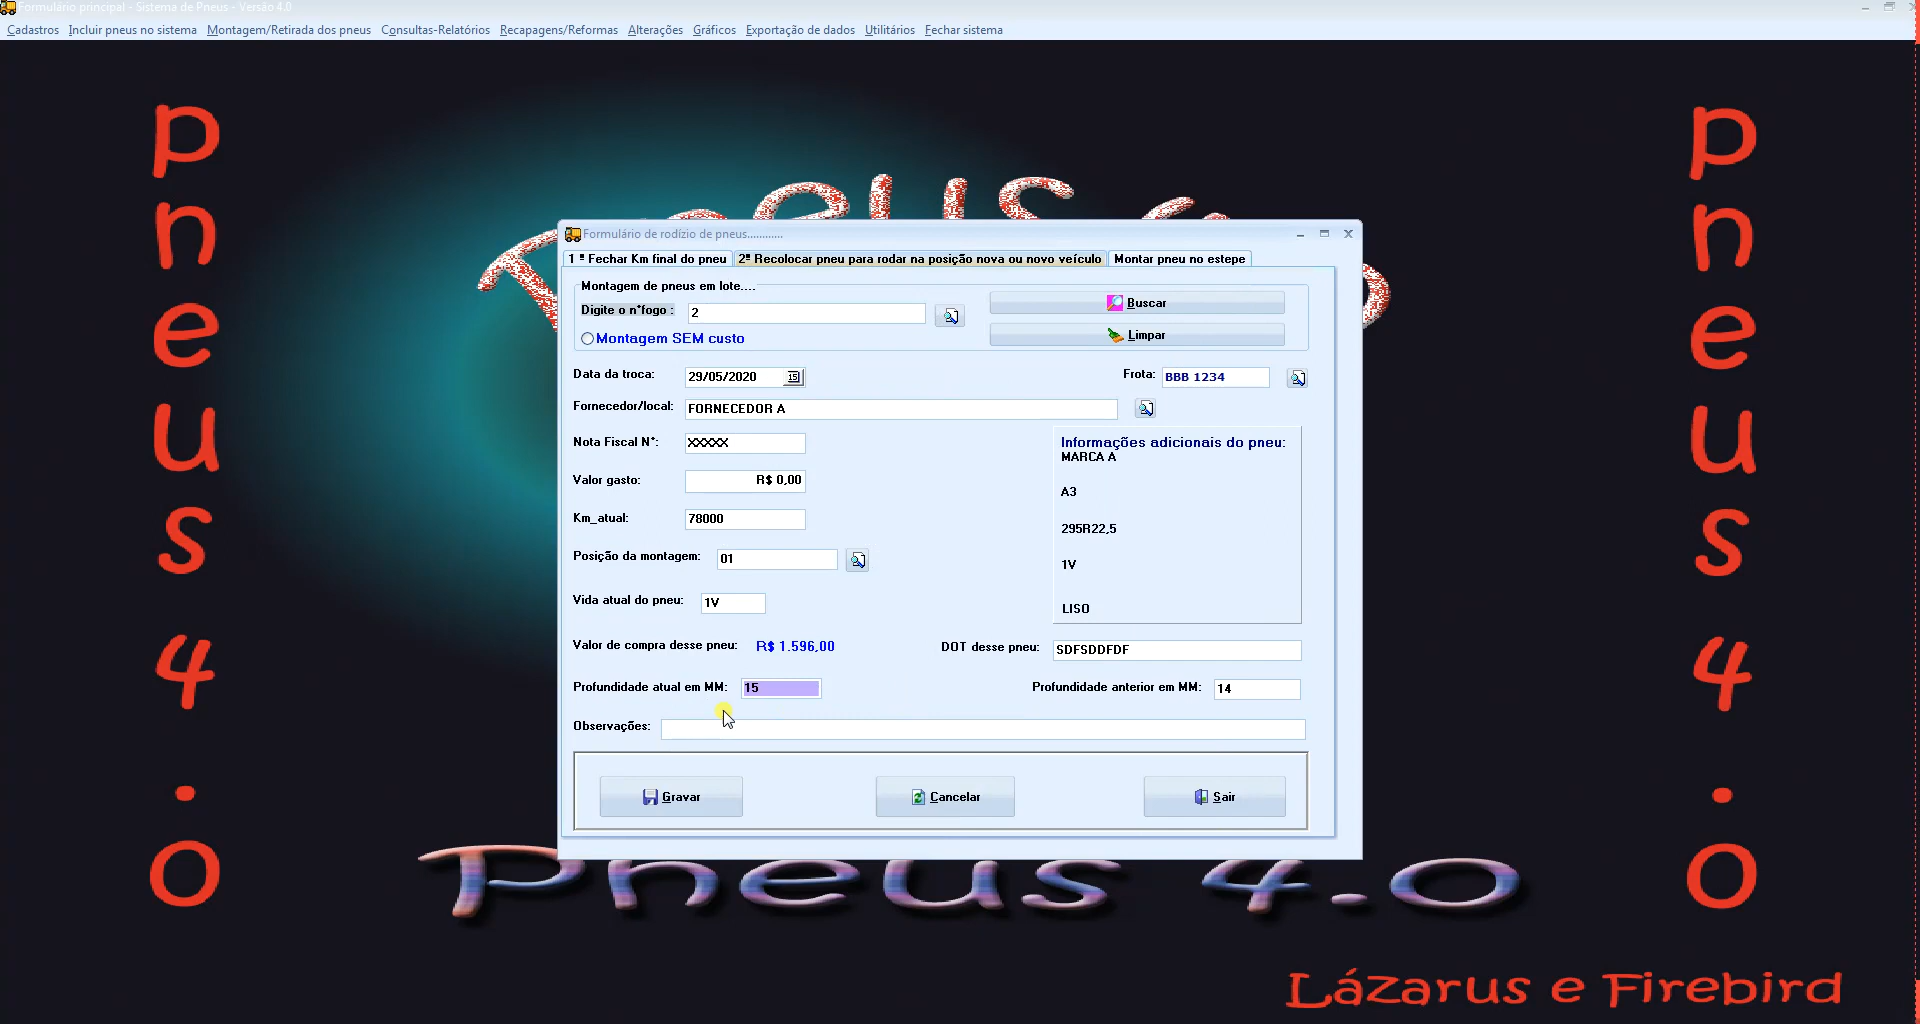 Formulário principal - Sistema de Pneus - Versão 4.0
Cadastros Incluir pneus no sistema Montagem/Retirada dos pneus Consultas-Relatórios Recapagens/Reformas Alterações Gráficos Exportação de dados Utilitários Fechar sistema
pneus 4.0
Pneus 4
pneus 4.0
Formulário de rodízio de pneus............
1 ª Fechar Km final do pneu 2ª Recolocar pneu para rodar na posição nova ou novo veículo Montar pneu no estepe
Montagem de pneus em lote....
Digite o n°fogo : 2 Buscar
Montagem SEM custo Limpar
Data da troca: 29/05/2020 15 Frota: BBB 1234
Fornecedor/local: FORNECEDOR A
Nota Fiscal N°: XXXXX Informações adicionais do pneu:
MARCA A
Valor gasto: R$ 0,00 A3
Km_atual: 78000 295R22,5
Posição da montagem: 01 1V
Vida atual do pneu: 1V LISO
Valor de compra desse pneu: R$ 1.596,00 DOT desse pneu: SDFSDDFDF
Profundidade atual em MM: 15 Profundidade anterior em MM: 14
Observações:
Gravar Cancelar Sair
Pneus 4.0
Lázarus e Firebird